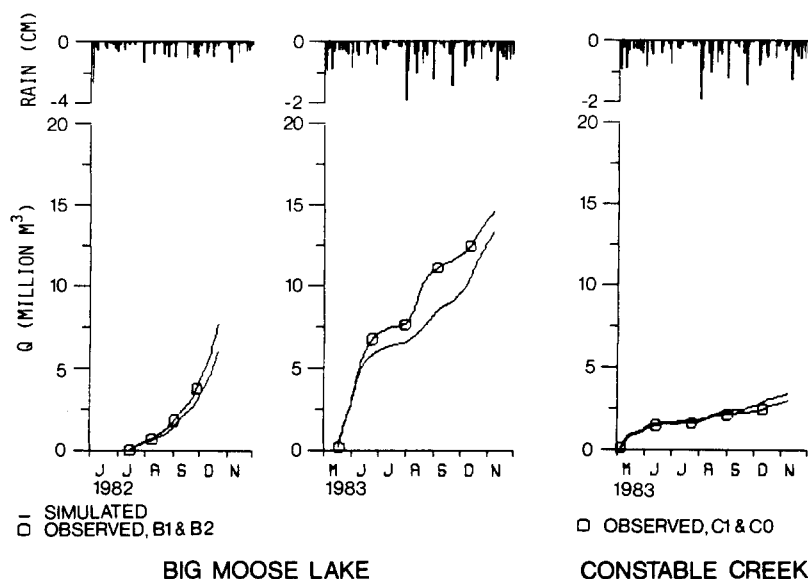 RAIN (CM)
0
-4
0
-2
0
-2
Q (MILLION M³)
20
15
10
5
0
20
15
10
5
0
20
15
10
5
0
J J A S D N
1982
M J J A S D N
1983
M J J A S D N
1983
— SIMULATED
□ OBSERVED, B1 & B2
□ OBSERVED, C1 & C0
BIG MOOSE LAKE
CONSTABLE CREEK